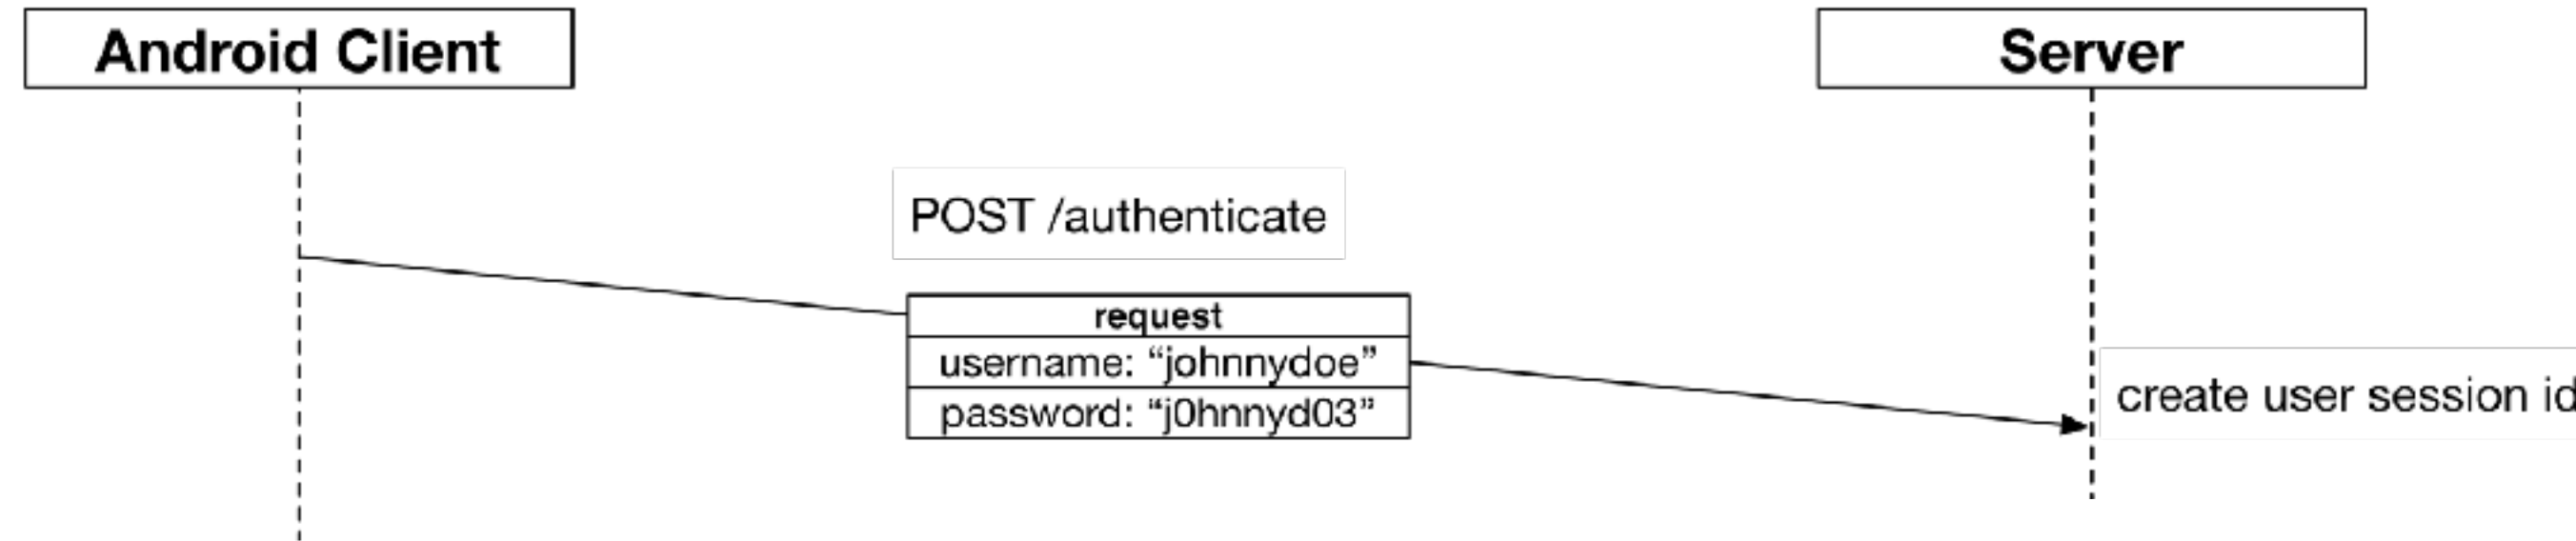 Android Client
Server
POST /authenticate
request
username: “johnnydoe”
password: “j0hnnyd03”
create user session id